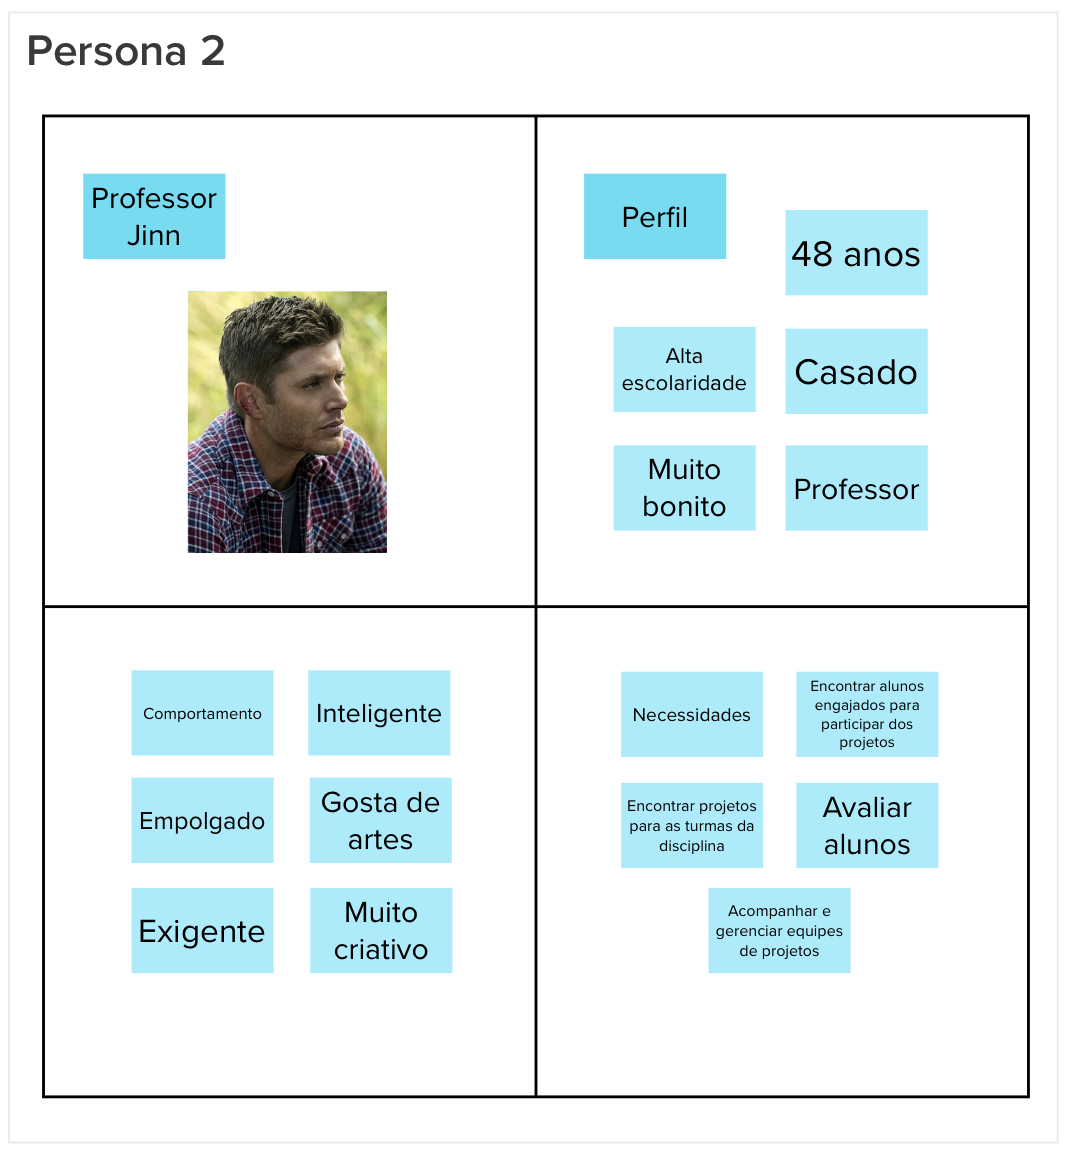 Persona 2
Professor
Jinn
Perfil
48 anos
Alta
escolaridade
Casado
Muito
bonito
Professor
Comportamento
Inteligente
Empolgado
Gosta de
artes
Exigente
Muito
criativo
Necessidades
Encontrar alunos
engajados para
participar dos
projetos
Encontrar projetos
para as turmas da
disciplina
Avaliar
alunos
Acompanhar e
gerenciar equipes
de projetos